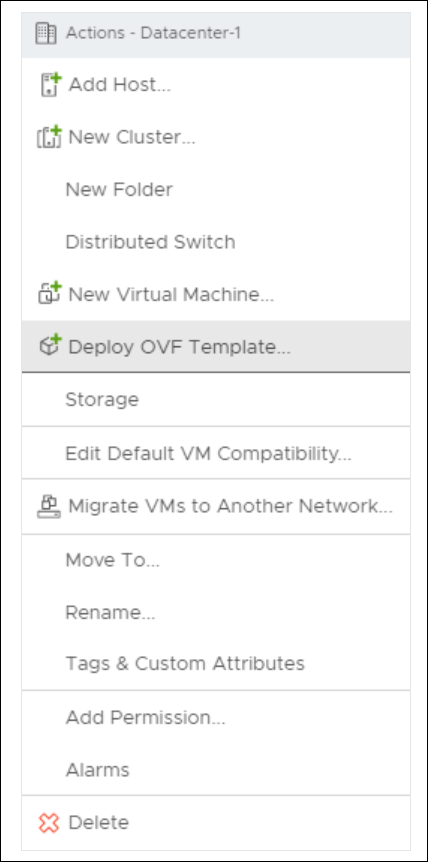 Actions - Datacenter-1
Add Host...
New Cluster...
New Folder
Distributed Switch
New Virtual Machine...
Deploy OVF Template...
Storage
Edit Default VM Compatibility...
Migrate VMs to Another Network...
Move To...
Rename...
Tags & Custom Attributes
Add Permission...
Alarms
Delete